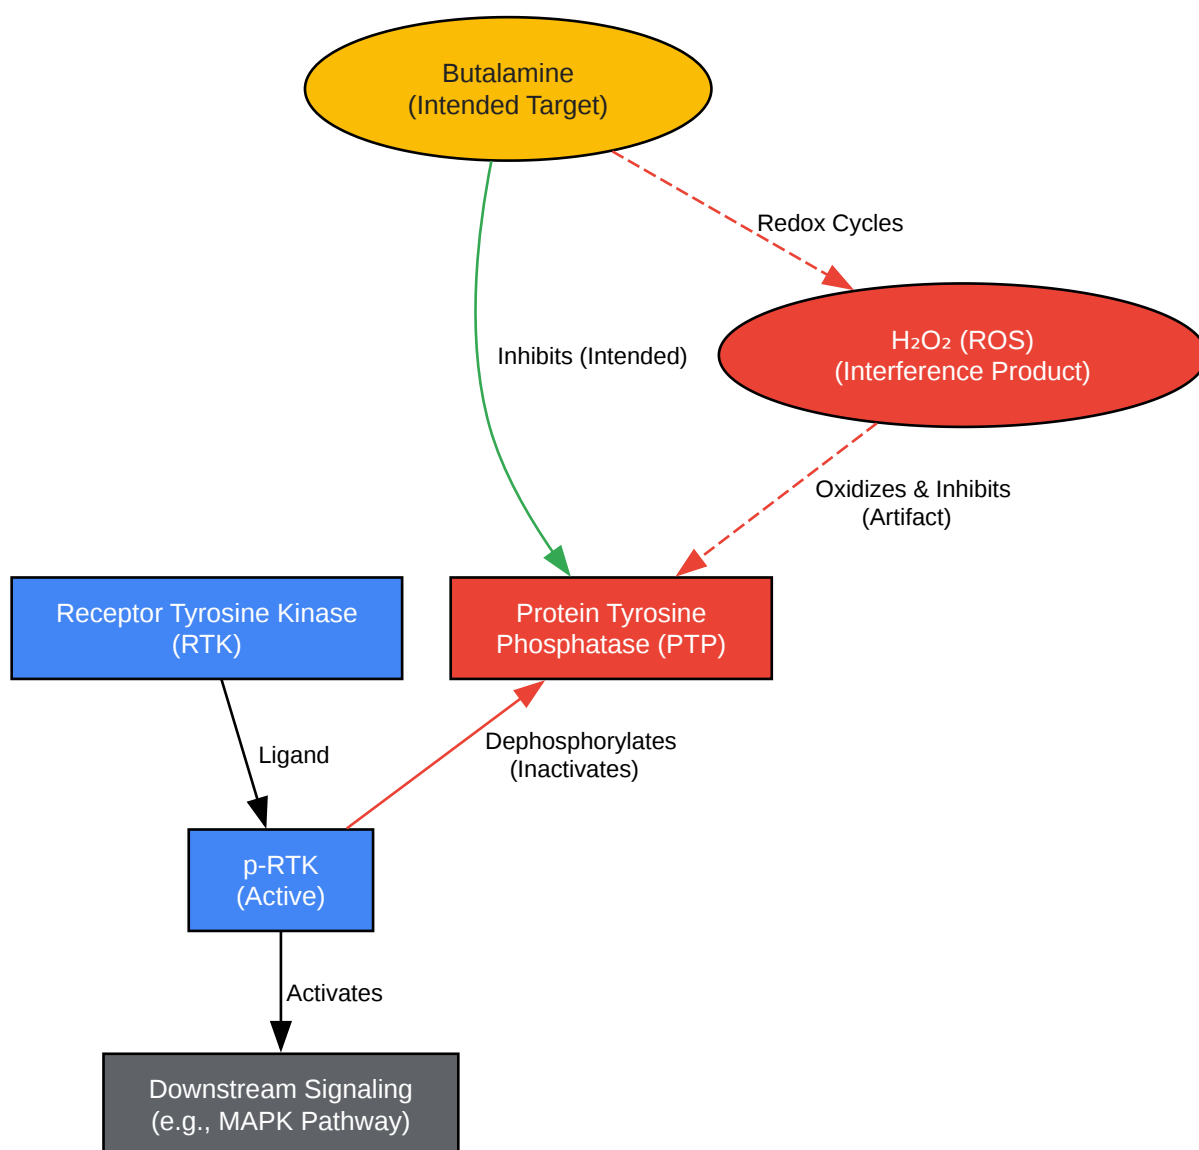 Butalamine
(Intended Target)
Redox Cycles
H₂O₂ (ROS)
(Interference Product)
Inhibits (Intended)
Oxidizes & Inhibits
(Artifact)
Receptor Tyrosine Kinase
(RTK)
Protein Tyrosine
Phosphatase (PTP)
Ligand
Dephosphorylates
(Inactivates)
p-RTK
(Active)
Activates
Downstream Signaling
(e.g., MAPK Pathway)